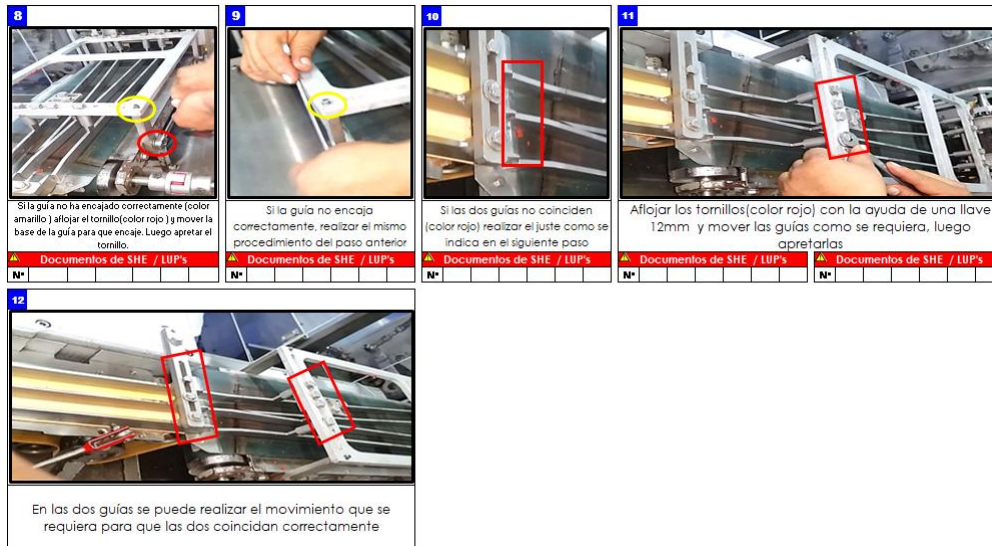 8
Si la guía no ha encajado correctamente (color
amarillo ) aflojar el tornillo(color rojo ) y mover la
base de la guía para que encaje. Luego apretar el
tornillo.
Documentos de SHE / LUP's
Nº
9
Si la guía no encaja
correctamente, realizar el mismo
procedimiento del paso anterior
Documentos de SHE / LUP's
Nº
10
Si las dos guías no coinciden
(color rojo) realizar el juste como se
indica en el siguiente paso
Documentos de SHE / LUP's
Nº
11
Aflojar los tornillos(color rojo) con la ayuda de una llave
12mm y mover las guías como se requiera, luego
apretarlas
Documentos de SHE / LUP's
Nº
Documentos de SHE / LUP's
Nº
12
En las dos guías se puede realizar el movimiento que se
requiera para que las dos coincidan correctamente